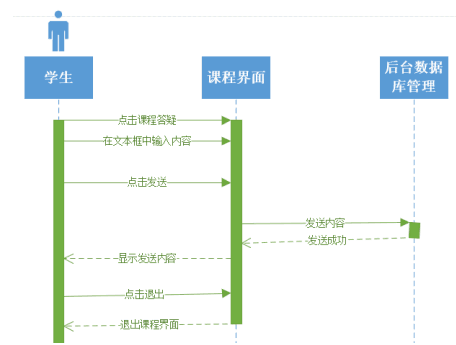 学生
课程界面
后台数据
库管理
点击课程答疑
在文本框中输入内容
点击发送
发送内容
发送成功
显示发送内容
点击退出
退出课程界面